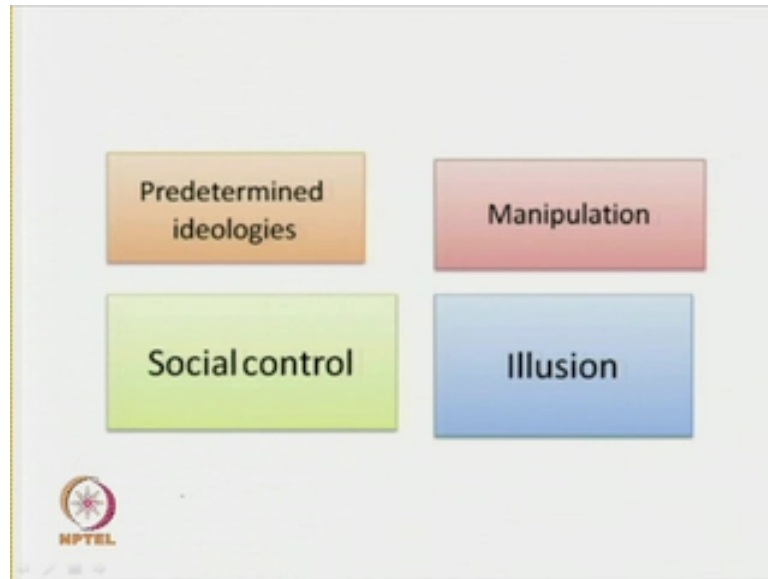 Predetermined
ideologies
Manipulation
Social control
Illusion
NPTEL